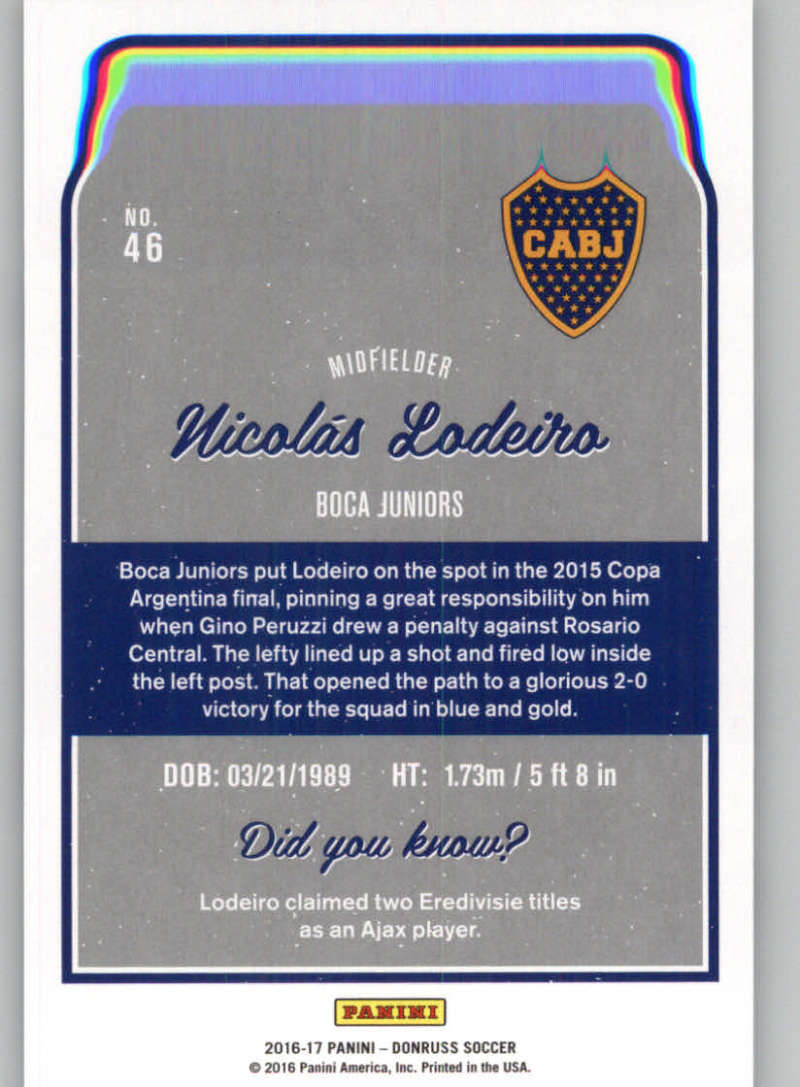 NO.
46
CABJ
MIDFIELDER
Nicolás Lodeiro
BOCA JUNIORS
Boca Juniors put Lodeiro on the spot in the 2015 Copa
Argentina final, pinning a great responsibility on him
when Gino Peruzzi drew a penalty against Rosario
Central. The lefty lined up a shot and fired low inside
the left post. That opened the path to a glorious 2-0
victory for the squad in blue and gold.
DOB: 03/21/1989 HT: 1.73m / 5 ft 8 in
Did you know?
Lodeiro claimed two Eredivisie titles
as an Ajax player.
PANINI
2016-17 PANINI – DONRUSS SOCCER
© 2016 Panini America, Inc. Printed in the USA.